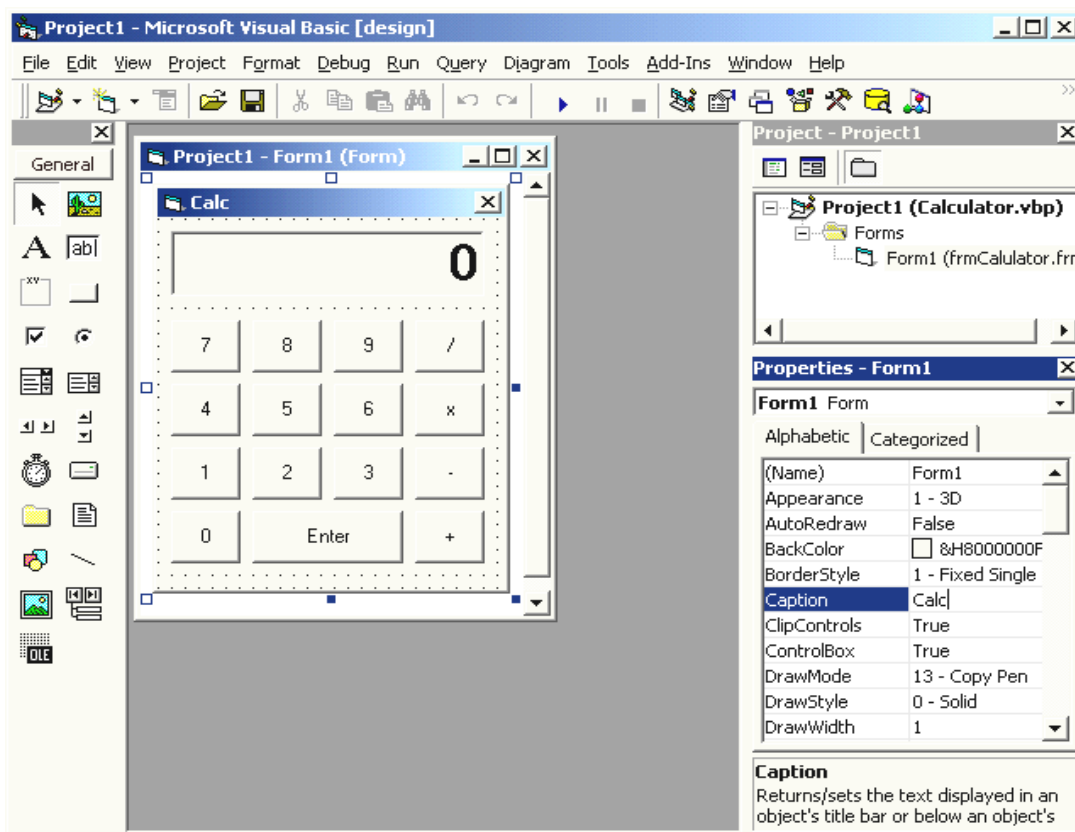 Project1 - Microsoft Visual Basic [design]
File Edit View Project Format Debug Run Query Diagram Tools Add-Ins Window Help
General
A
ab
xy
OLE
Project1 - Form1 (Form)
Calc
0
7 8 9 /
4 5 6 x
1 2 3 -
0 Enter +
Project - Project1
Project1 (Calculator.vbp)
Forms
Form1 (frmCalulator.frm
Properties - Form1
Form1 Form
Alphabetic Categorized
(Name) Form1
Appearance 1 - 3D
AutoRedraw False
BackColor &H8000000F
BorderStyle 1 - Fixed Single
Caption Calc
ClipControls True
ControlBox True
DrawMode 13 - Copy Pen
DrawStyle 0 - Solid
DrawWidth 1
Caption
Returns/sets the text displayed in an
object's title bar or below an object's